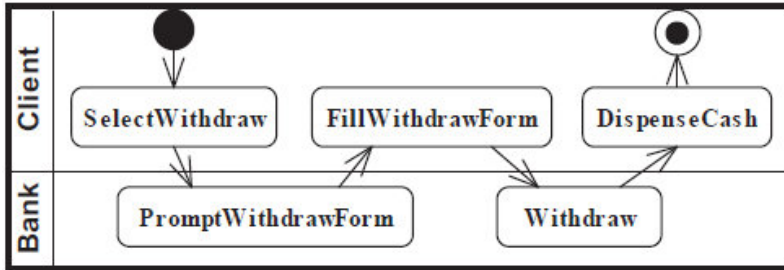 Client
SelectWithdraw
FillWithdrawForm
DispenseCash
Bank
PromptWithdrawForm
Withdraw